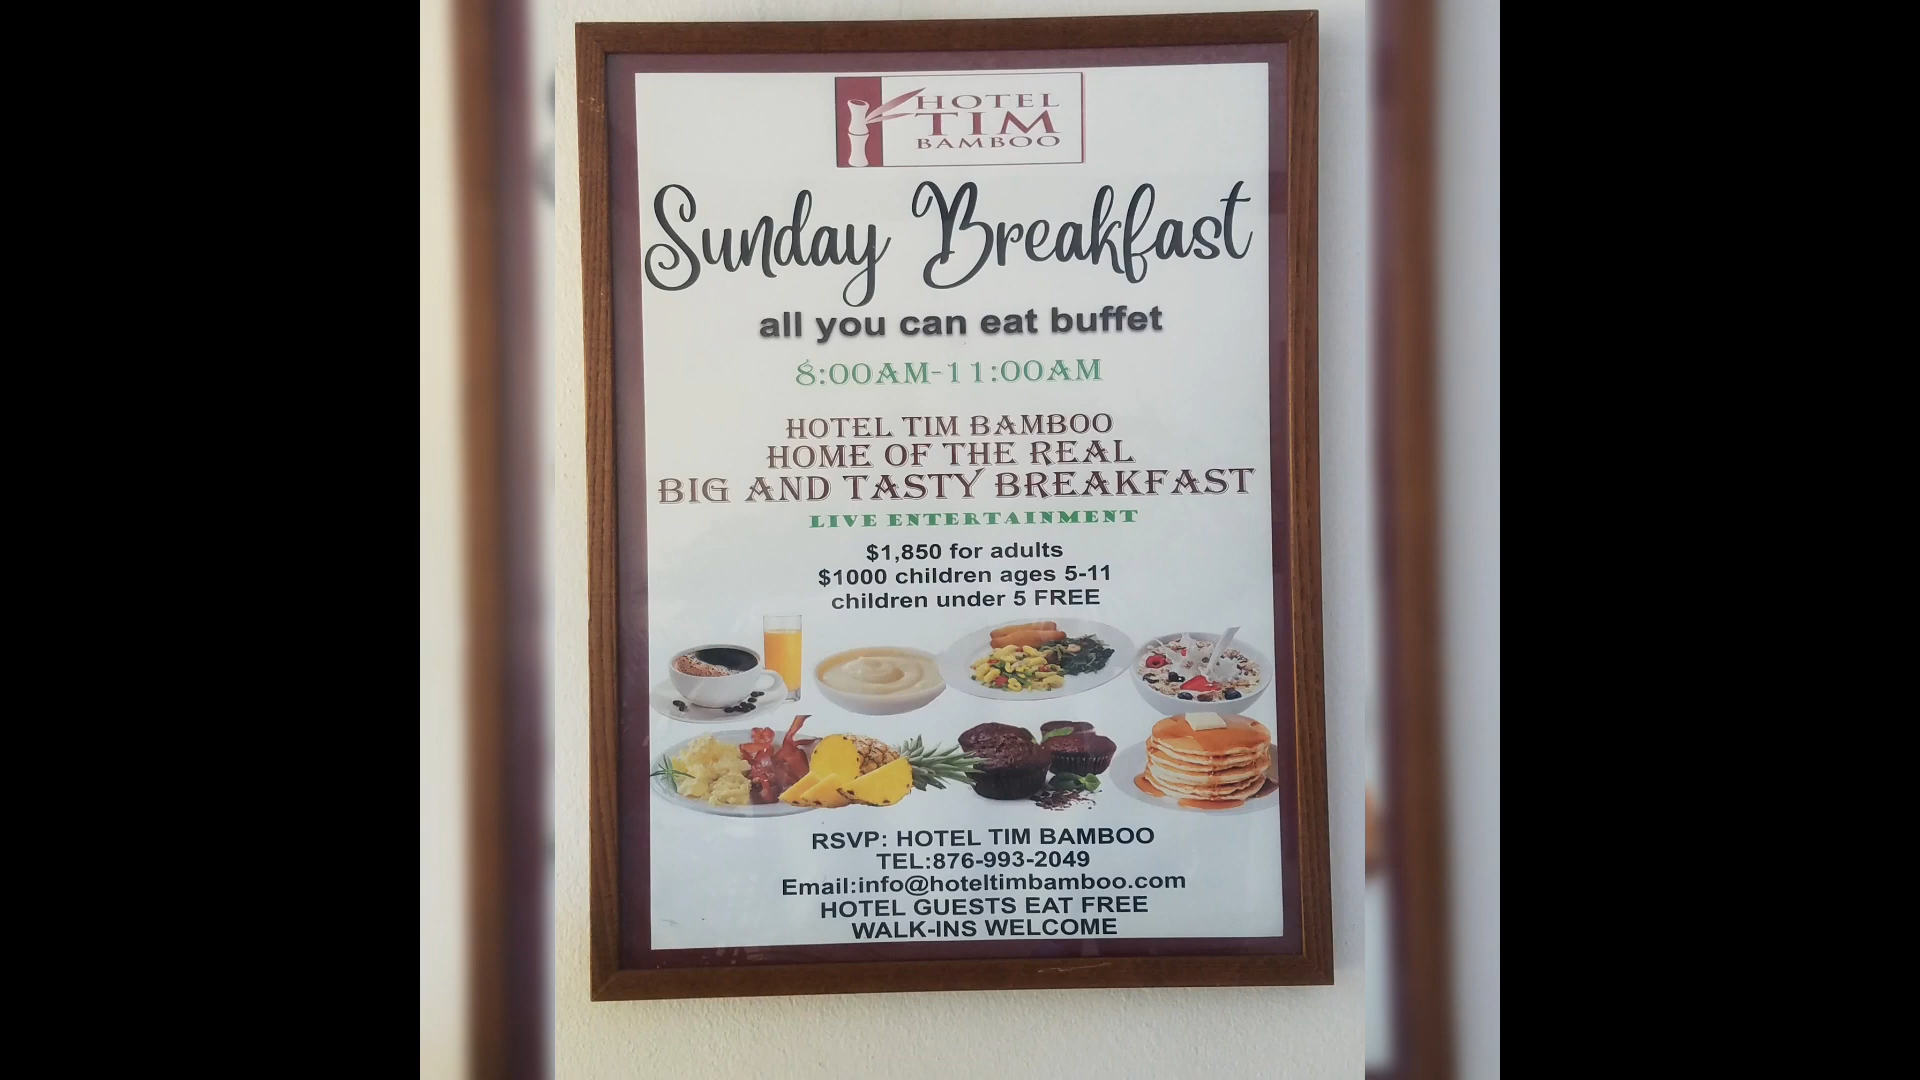 HOTEL
TIM
BAMBOO
Sunday Breakfast
all you can eat buffet
8:00AM-11:00AM
HOTEL TIM BAMBOO
HOME OF THE REAL
BIG AND TASTY BREAKFAST
LIVE ENTERTAINMENT
$1,850 for adults
$1000 children ages 5-11
children under 5 FREE
RSVP: HOTEL TIM BAMBOO
TEL:876-993-2049
Email:info@hoteltimbamboo.com
HOTEL GUESTS EAT FREE
WALK-INS WELCOME